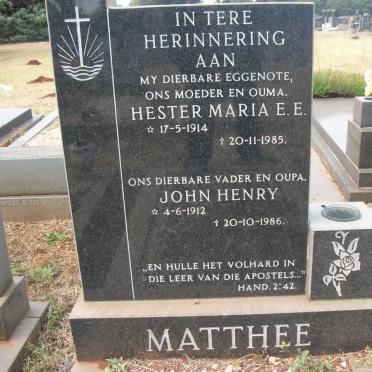 IN TERE
HERINNERING
AAN
MY DIERBARE EGGENOTE,
ONS MOEDER EN OUMA.
HESTER MARIA E.E.
☆ 17-5-1914
† 20-11-1985.
ONS DIERBARE VADER EN OUPA.
JOHN HENRY
☆ 4-6-1912
† 20-10-1986.
„EN HULLE HET VOLHARD IN
DIE LEER VAN DIE APOSTELS..."
HAND. 2:42.
MATTHEE